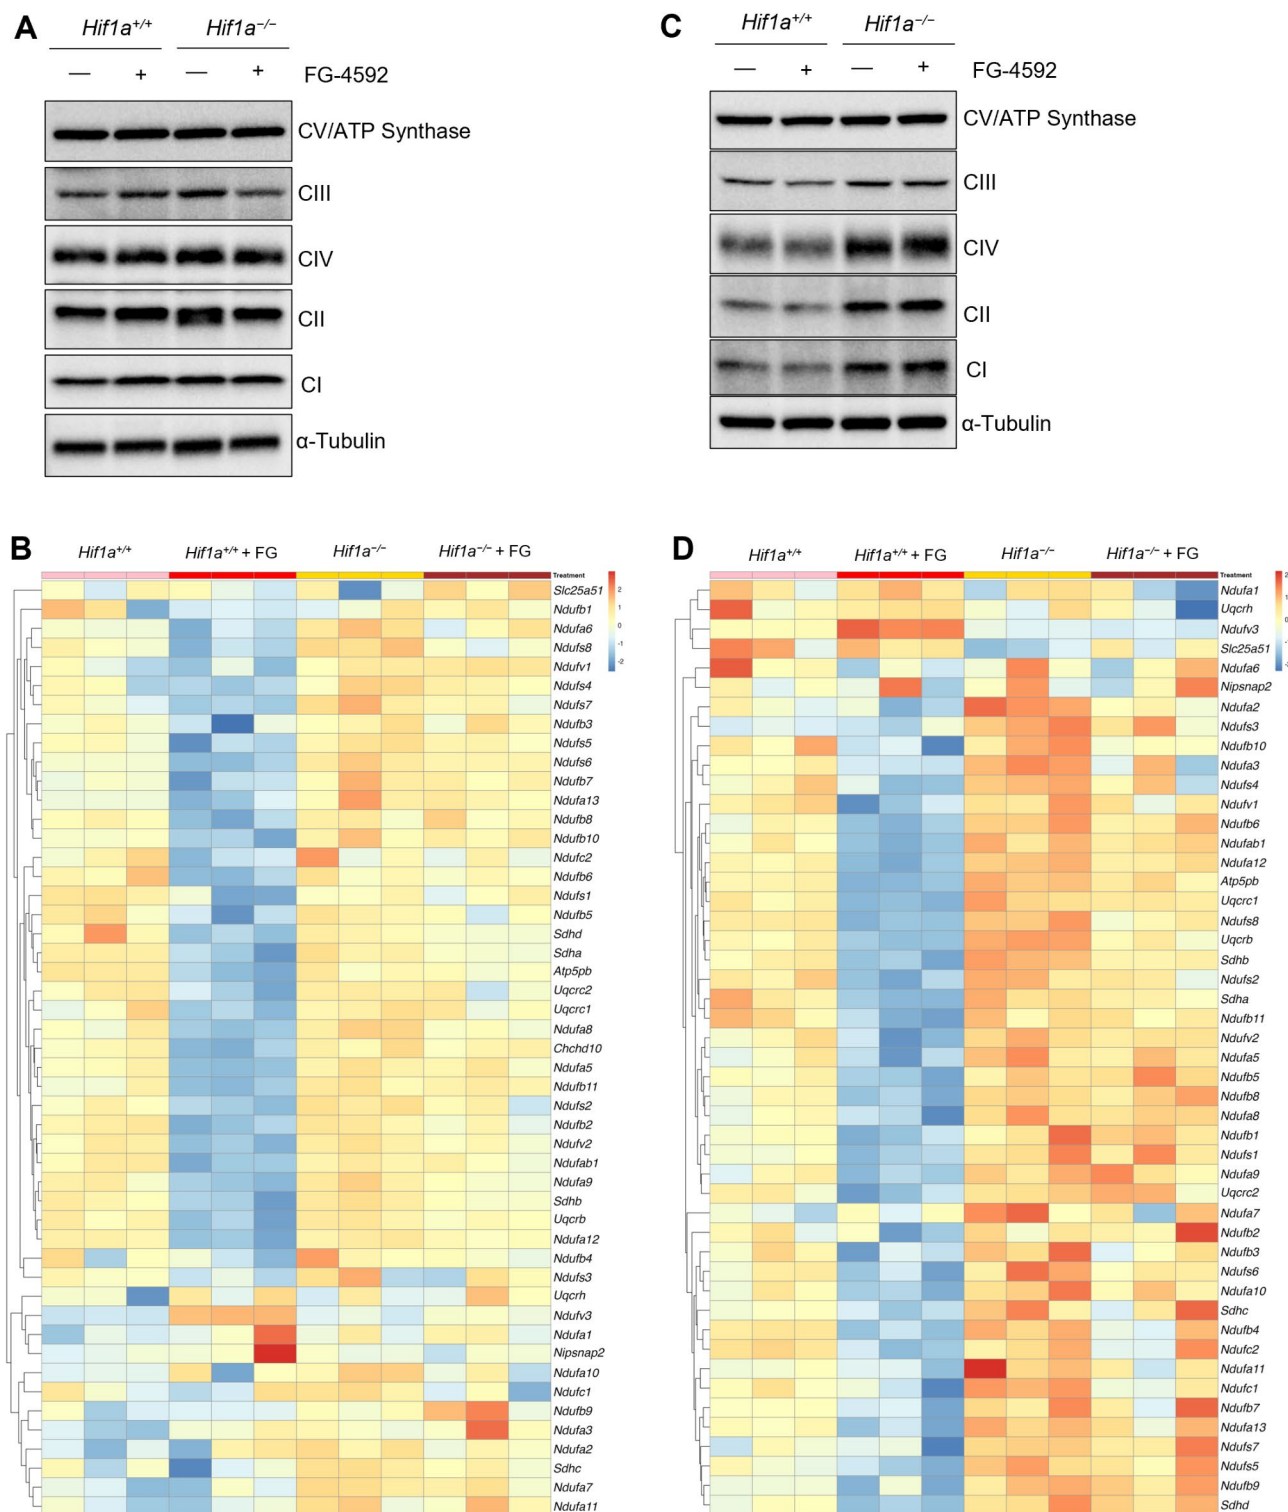 A
Hif1a+/+ Hif1a−/−
— + — + FG-4592
CV/ATP Synthase
CIII
CIV
CII
CI
α-Tubulin
C
Hif1a+/+ Hif1a−/−
— + — + FG-4592
CV/ATP Synthase
CIII
CIV
CII
CI
α-Tubulin
B
Hif1a+/+ Hif1a+/+ + FG Hif1a−/− Hif1a−/− + FG
Treatment
2
1
0
-1
-2
Slc25a51
Ndufb1
Ndufa6
Ndufs8
Ndufv1
Ndufs4
Ndufs7
Ndufb3
Ndufs5
Ndufs6
Ndufb7
Ndufa13
Ndufb8
Ndufb10
Ndufc2
Ndufb6
Ndufs1
Ndufb5
Sdhd
Sdha
Atp5pb
Uqcrc2
Uqcrc1
Ndufa8
Chchd10
Ndufa5
Ndufb11
Ndufs2
Ndufb2
Ndufv2
Ndufab1
Ndufa9
Sdhb
Uqcrb
Ndufa12
Ndufb4
Ndufs3
Uqcrh
Ndufv3
Ndufa1
Nipsnap2
Ndufa10
Ndufc1
Ndufb9
Ndufa3
Ndufa2
Sdhc
Ndufa7
Ndufa11
D
Hif1a+/+ Hif1a+/+ + FG Hif1a−/− Hif1a−/− + FG
Treatment
Ndufa1
Uqcrh
Ndufv3
Slc25a51
Ndufa6
Nipsnap2
Ndufa2
Ndufs3
Ndufb10
Ndufa3
Ndufs4
Ndufv1
Ndufb6
Ndufab1
Ndufa12
Atp5pb
Uqcrc1
Ndufs8
Uqcrb
Sdhb
Ndufs2
Sdha
Ndufb11
Ndufv2
Ndufa5
Ndufb5
Ndufb8
Ndufa8
Ndufb1
Ndufs1
Ndufa9
Uqcrc2
Ndufa7
Ndufb2
Ndufb3
Ndufs6
Ndufa10
Sdhc
Ndufb4
Ndufc2
Ndufa11
Ndufc1
Ndufb7
Ndufa13
Ndufs7
Ndufs5
Ndufb9
Sdhd